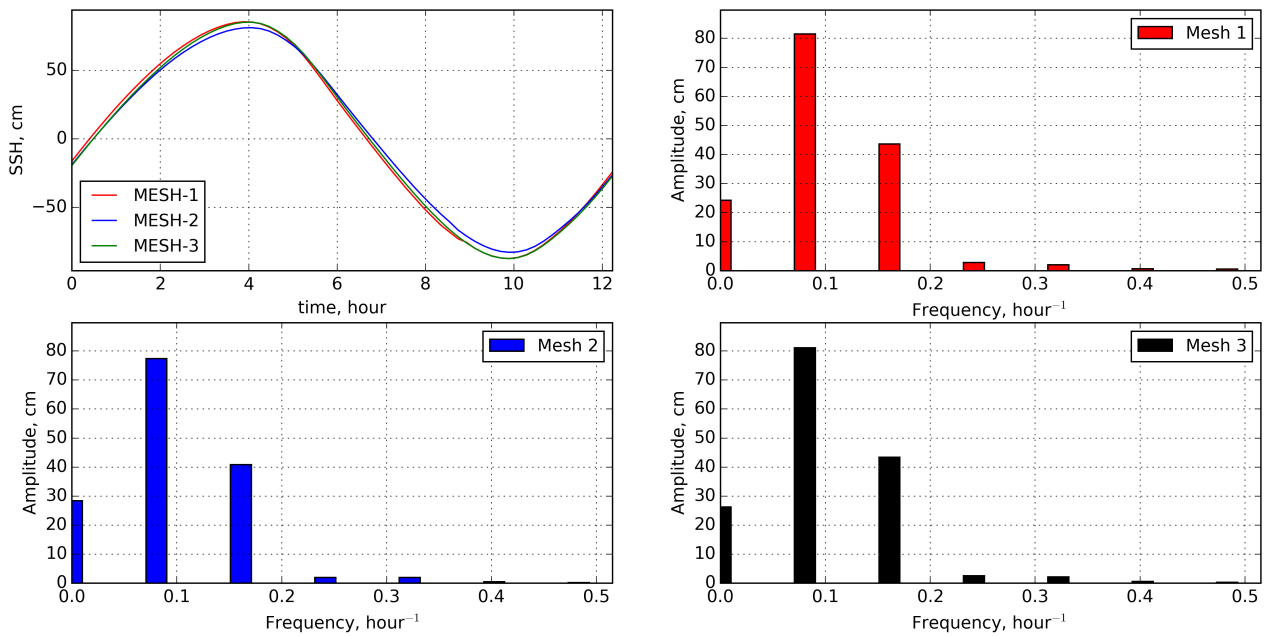 SSH, cm
50
0
−50
MESH-1
MESH-2
MESH-3
0 2 4 6 8 10 12
time, hour
Amplitude, cm
80
70
60
50
40
30
20
10
0
Mesh 1
0.0 0.1 0.2 0.3 0.4 0.5
Frequency, hour⁻¹
Amplitude, cm
80
70
60
50
40
30
20
10
0
Mesh 2
0.0 0.1 0.2 0.3 0.4 0.5
Frequency, hour⁻¹
Amplitude, cm
80
70
60
50
40
30
20
10
0
Mesh 3
0.0 0.1 0.2 0.3 0.4 0.5
Frequency, hour⁻¹